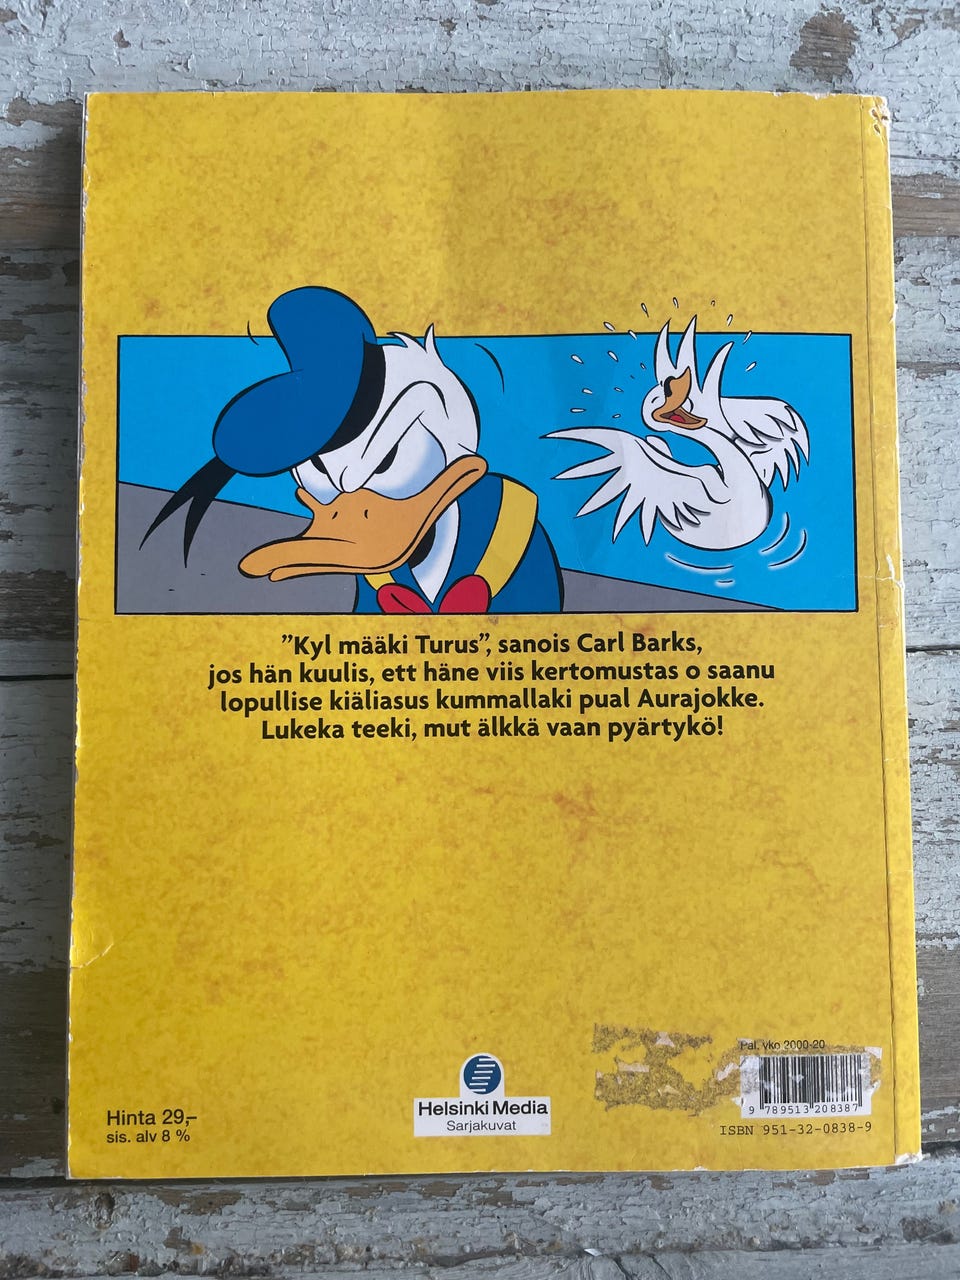 ”Kyl määki Turus”, sanois Carl Barks,
jos hän kuulis, ett häne viis kertomustas o saanu
lopullise kiäliasus kummallaki pual Aurajokke.
Lukeka teeki, mut älkkä vaan pyärtykö!
Hinta 29,–
sis. alv 8 %
Helsinki Media
Sarjakuvat
Pal. vko 2000-20
9 789513 208387
ISBN 951-32-0838-9